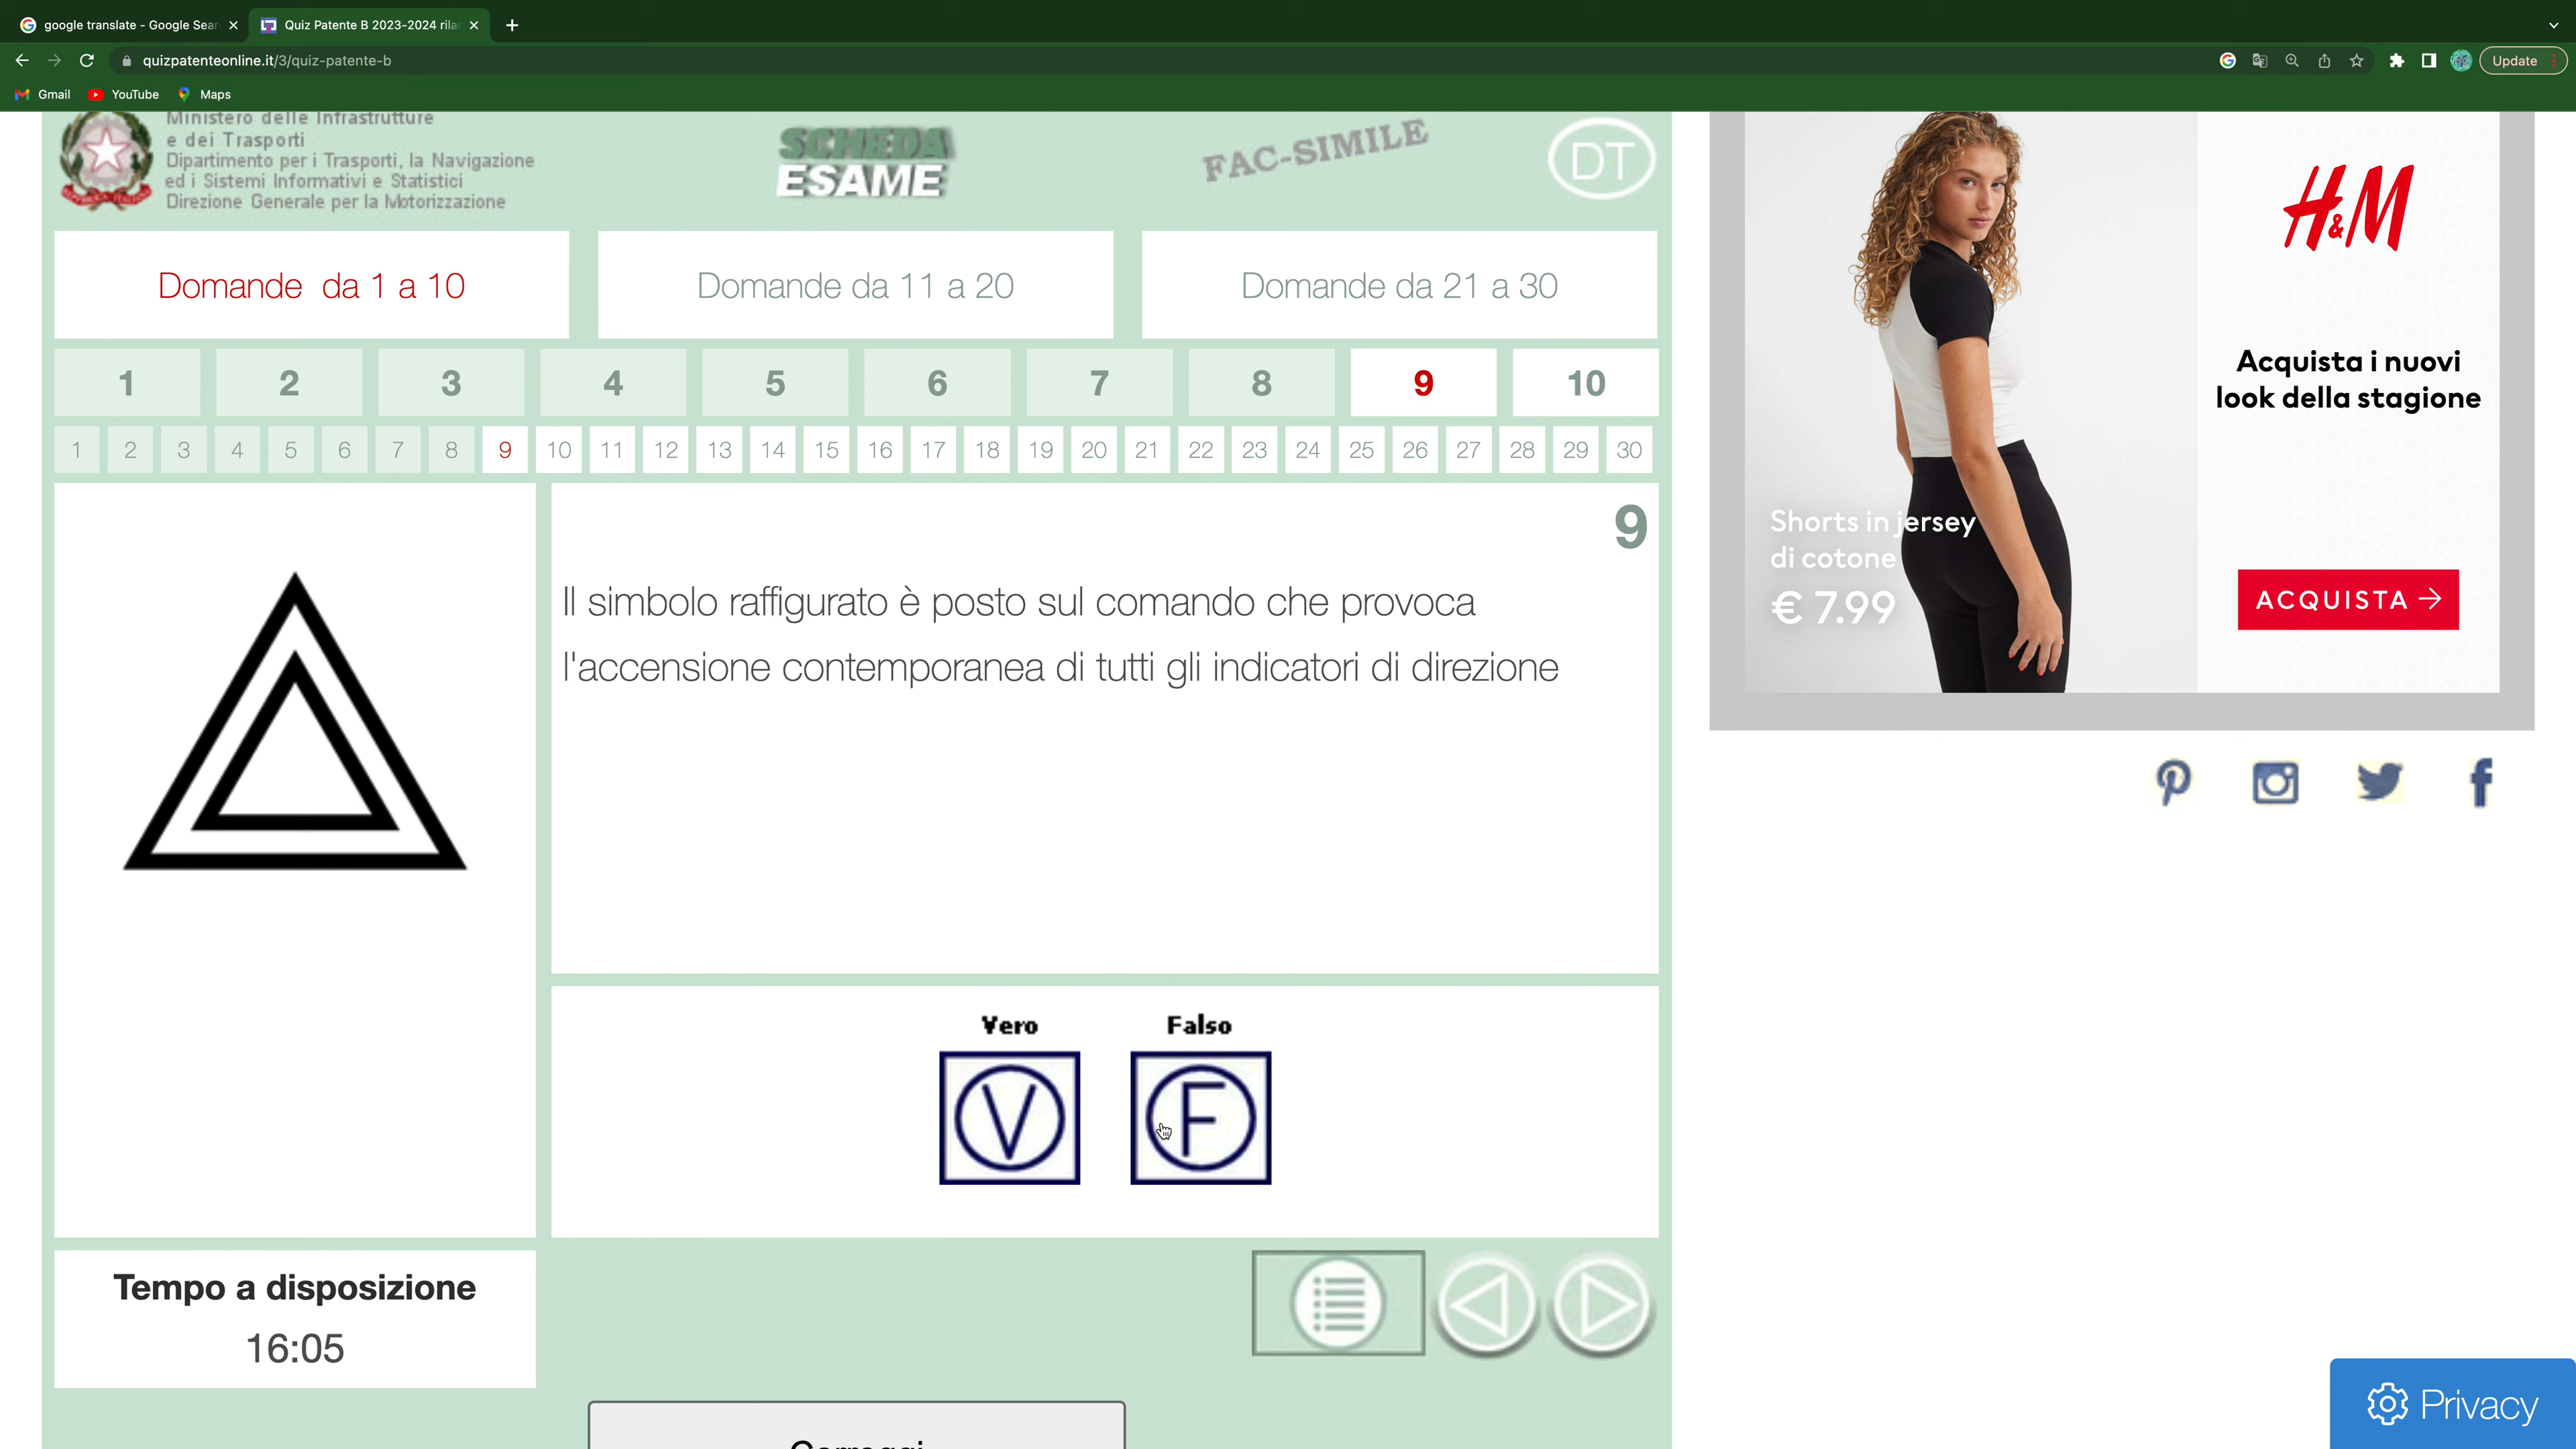 google translate - Google Sear
Quiz Patente B 2023-2024 rila
quizpatenteonline.it/3/quiz-patente-b
Update
Gmail
YouTube
Maps
Ministero delle Infrastrutture
e dei Trasporti
Dipartimento per i Trasporti, la Navigazione
ed i Sistemi Informativi e Statistici
Direzione Generale per la Motorizzazione
SCHEDA
ESAME
FAC-SIMILE
DT
Domande da 1 a 10
Domande da 11 a 20
Domande da 21 a 30
1 2 3 4 5 6 7 8 9 10
1 2 3 4 5 6 7 8 9 10 11 12 13 14 15 16 17 18 19 20 21 22 23 24 25 26 27 28 29 30
9
Il simbolo raffigurato è posto sul comando che provoca
l'accensione contemporanea di tutti gli indicatori di direzione
Vero
Falso
V
F
Tempo a disposizione
16:05
H&M
Acquista i nuovi
look della stagione
Shorts in jersey
di cotone
€ 7.99
ACQUISTA
Privacy